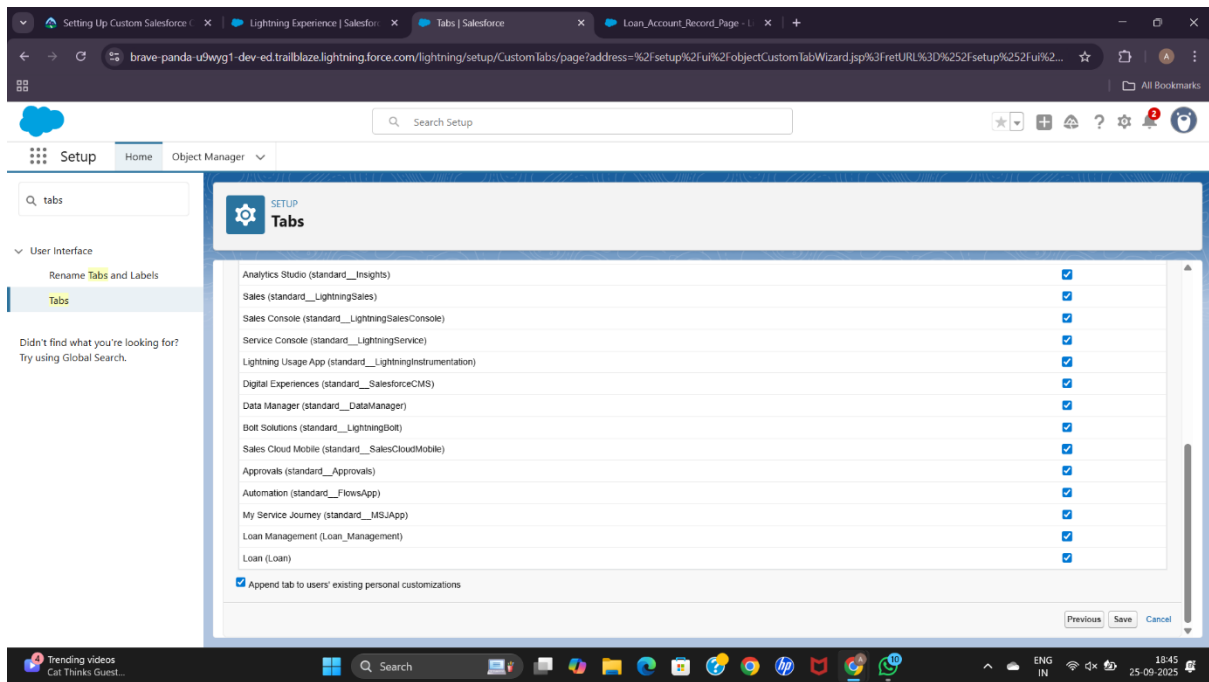 Setting Up Custom Salesforce C
Lightning Experience | Salesforc
Tabs | Salesforce
Loan_Account_Record_Page - Li
brave-panda-u9wyg1-dev-ed.trailblaze.lightning.force.com/lightning/setup/CustomTabs/page?address=%2Fsetup%2Fui%2FobjectCustomTabWizard.jsp%3FretURL%3D%252Fsetup%252Fui%2...
A
All Bookmarks
Search Setup
2
Setup
Home
Object Manager
tabs
SETUP
Tabs
User Interface
Rename Tabs and Labels
Tabs
Didn't find what you're looking for?
Try using Global Search.
Analytics Studio (standard__Insights)
Sales (standard__LightningSales)
Sales Console (standard__LightningSalesConsole)
Service Console (standard__LightningService)
Lightning Usage App (standard__LightningInstrumentation)
Digital Experiences (standard__SalesforceCMS)
Data Manager (standard__DataManager)
Bolt Solutions (standard__LightningBolt)
Sales Cloud Mobile (standard__SalesCloudMobile)
Approvals (standard__Approvals)
Automation (standard__FlowsApp)
My Service Journey (standard__MSJApp)
Loan Management (Loan_Management)
Loan (Loan)
Append tab to users' existing personal customizations
Previous
Save
Cancel
4
Trending videos
Cat Thinks Guest...
Search
hp
A
10
ENG
IN
18:45
25-09-2025